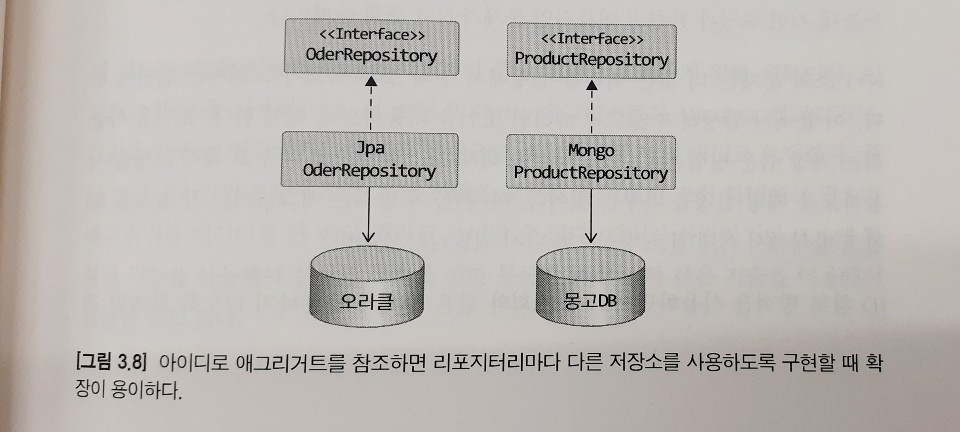 <<Interface>>
OderRepository
<<Interface>>
ProductRepository
Jpa
OderRepository
Mongo
ProductRepository
오라클
몽고DB
[그림 3.8] 아이디로 애그리거트를 참조하면 리포지터리마다 다른 저장소를 사용하도록 구현할 때 확
장이 용이하다.